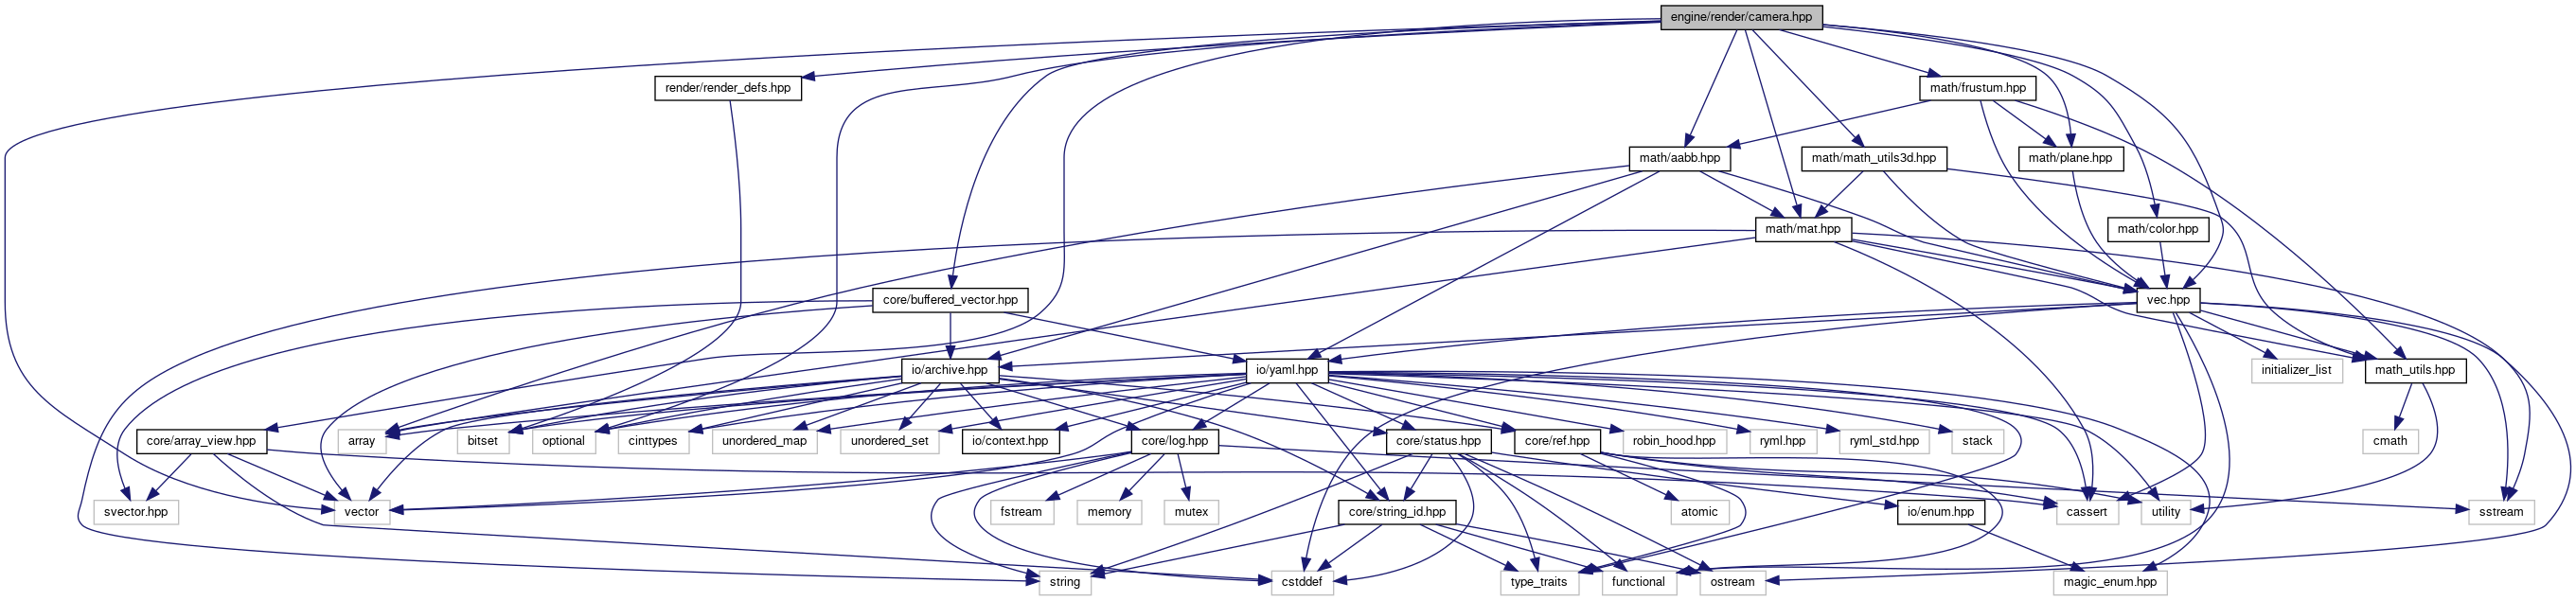 engine/render/camera.hpp
render/render_defs.hpp
math/frustum.hpp
math/aabb.hpp
math/math_utils3d.hpp
math/plane.hpp
math/mat.hpp
math/color.hpp
core/buffered_vector.hpp
vec.hpp
io/archive.hpp
io/yaml.hpp
initializer_list
math_utils.hpp
core/array_view.hpp
array
bitset
optional
cinttypes
unordered_map
unordered_set
io/context.hpp
core/log.hpp
core/status.hpp
core/ref.hpp
robin_hood.hpp
ryml.hpp
ryml_std.hpp
stack
cmath
svector.hpp
vector
fstream
memory
mutex
core/string_id.hpp
atomic
io/enum.hpp
cassert
utility
sstream
string
cstddef
type_traits
functional
ostream
magic_enum.hpp